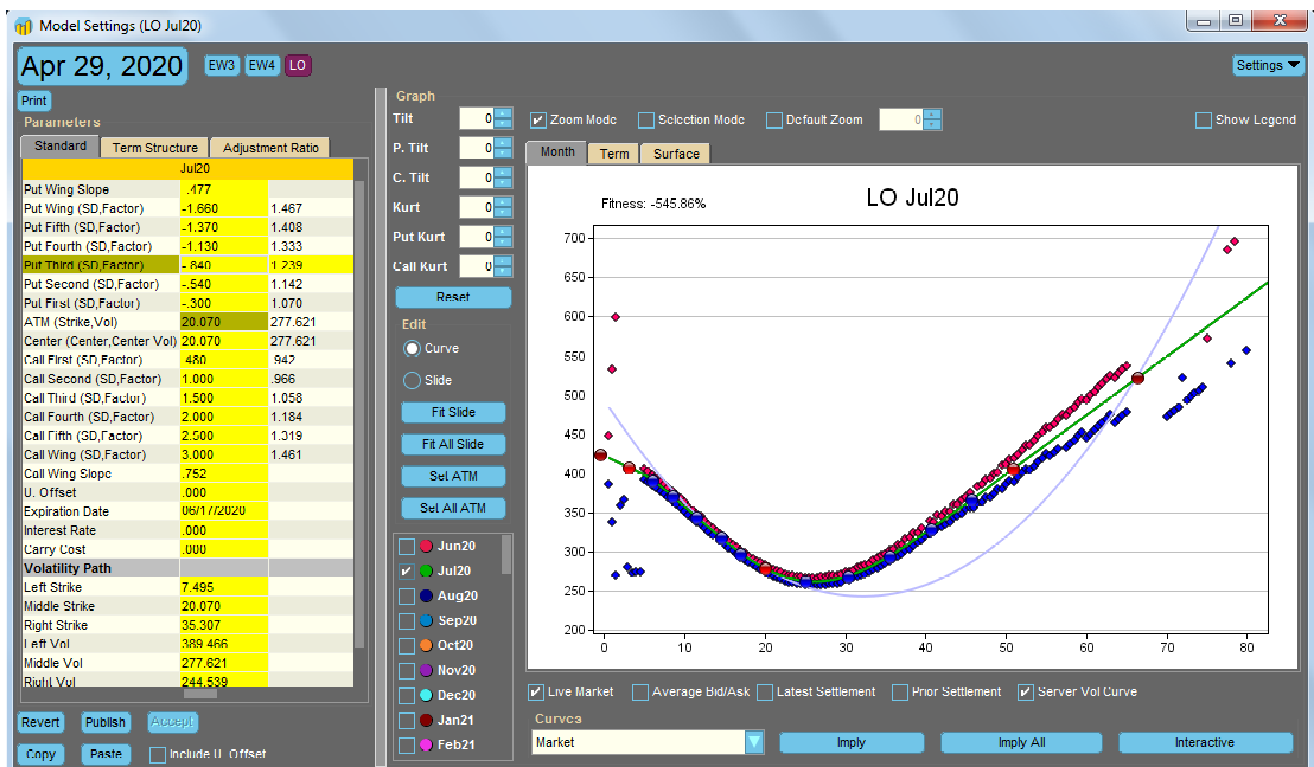 Model Settings (LO Jul20)
Apr 29, 2020 EW3 EW4 LO
Settings
Print
Parameters
Standard Term Structure Adjustment Ratio
Jul20
Put Wing Slope .477
Put Wing (SD,Factor) -1.660 1.467
Put Fifth (SD,Factor) -1.370 1.408
Put Fourth (SD,Factor) -1.130 1.333
Put Third (SD,Factor) -.840 1.239
Put Second (SD,Factor) -.540 1.142
Put First (SD,Factor) -.300 1.070
ATM (Strike,Vol) 20.070 277.621
Center (Center,Center Vol) 20.070 277.621
Call First (SD,Factor) .480 .942
Call Second (SD,Factor) 1.000 .966
Call Third (SD,Factor) 1.500 1.058
Call Fourth (SD,Factor) 2.000 1.184
Call Fifth (SD,Factor) 2.500 1.319
Call Wing (SD,Factor) 3.000 1.461
Call Wing Slope .752
U. Offset .000
Expiration Date 06/17/2020
Interest Rate .000
Carry Cost .000
Volatility Path
Left Strike 7.495
Middle Strike 20.070
Right Strike 35.307
Left Vol 389.466
Middle Vol 277.621
Right Vol 244.539
Revert Publish Accept
Copy Paste Include U. Offset
Graph
Tilt 0
P. Tilt 0
C. Tilt 0
Kurt 0
Put Kurt 0
Call Kurt 0
Reset
Edit
Curve
Slide
Fit Slide
Fit All Slide
Set ATM
Set All ATM
Jun20
Jul20
Aug20
Sep20
Oct20
Nov20
Dec20
Jan21
Feb21
Zoom Mode Selection Mode Default Zoom 0 Show Legend
Month Term Surface
Fitness: -545.86% LO Jul20
700
650
600
550
500
450
400
350
300
250
200
0 10 20 30 40 50 60 70 80
Live Market Average Bid/Ask Latest Settlement Prior Settlement Server Vol Curve
Curves
Market Imply Imply All Interactive